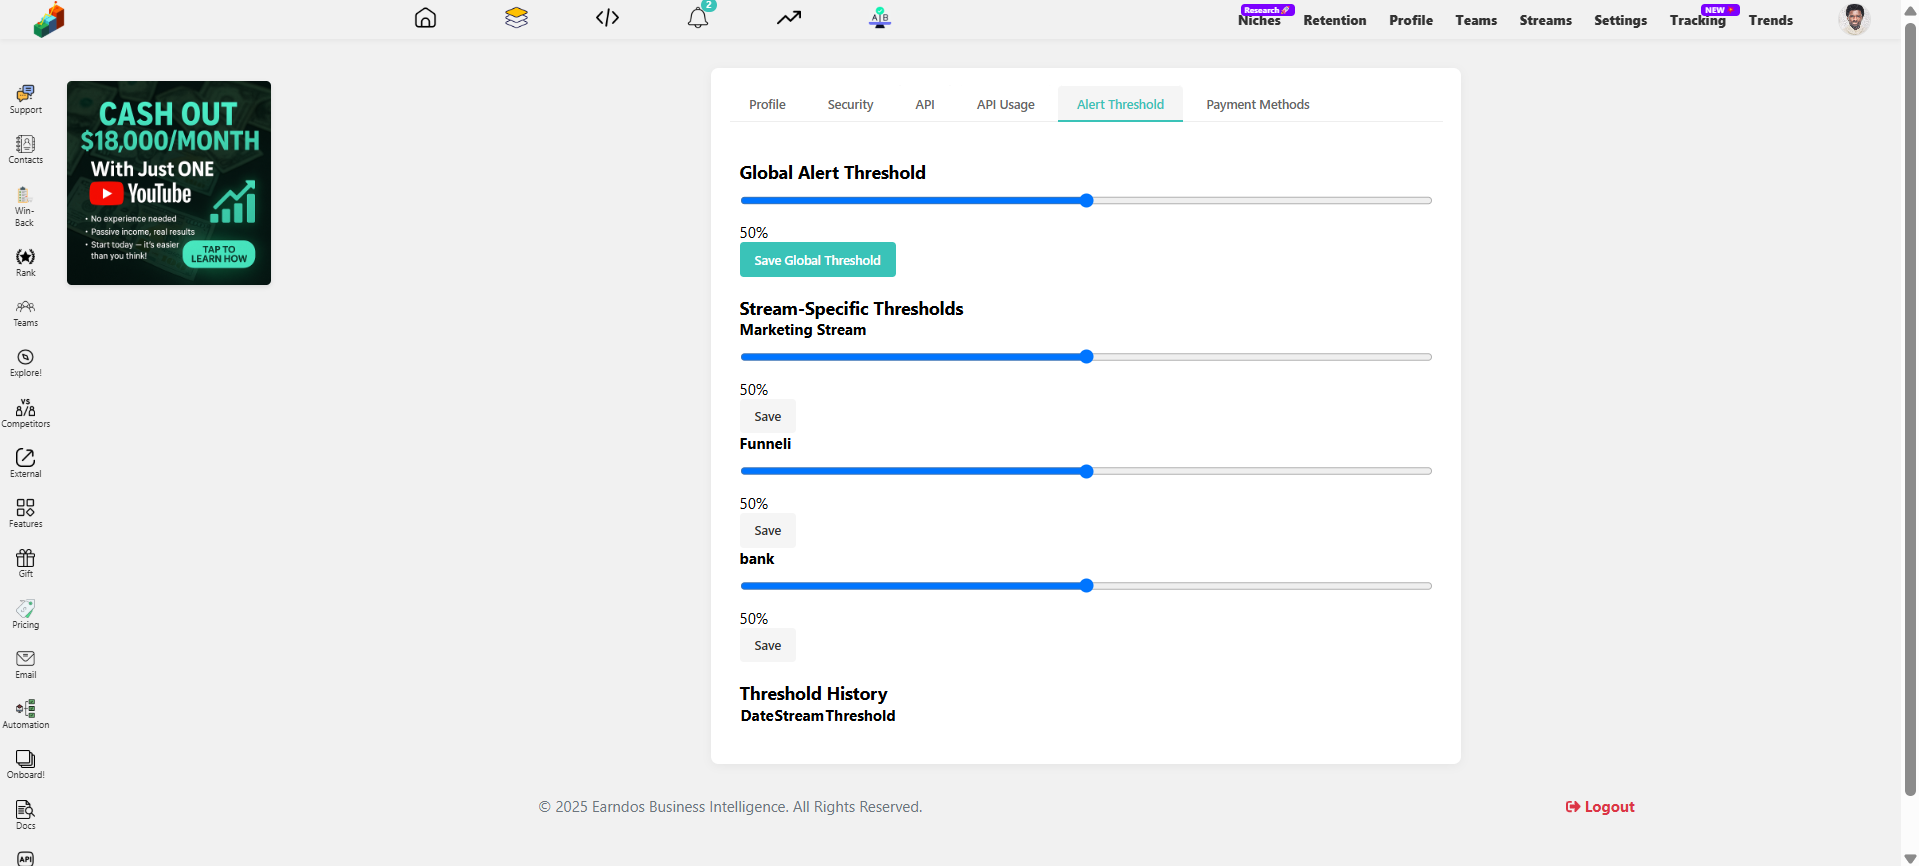 2
A|B
Research
Niches
Retention
Profile
Teams
Streams
Settings
NEW
Tracking
Trends
Support
Contacts
Win-
Back
Rank
Teams
Explore!
VS
Competitors
External
Features
Gift
Pricing
Email
Automation
Onboard!
Docs
API
CASH OUT
$18,000/MONTH
With Just ONE
YouTube
• No experience needed
• Passive income, real results
• Start today — it's easier
than you think!
TAP TO
LEARN HOW
Profile
Security
API
API Usage
Alert Threshold
Payment Methods
Global Alert Threshold
50%
Save Global Threshold
Stream-Specific Thresholds
Marketing Stream
50%
Save
Funneli
50%
Save
bank
50%
Save
Threshold History
Date Stream Threshold
© 2025 Earndos Business Intelligence. All Rights Reserved.
Logout